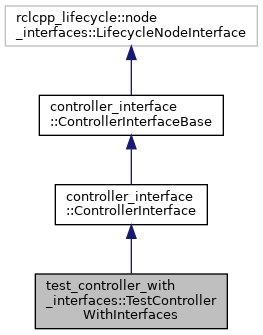 rclcpp_lifecycle::node
_interfaces::LifecycleNodeInterface
controller_interface
::ControllerInterfaceBase
controller_interface
::ControllerInterface
test_controller_with
_interfaces::TestController
WithInterfaces